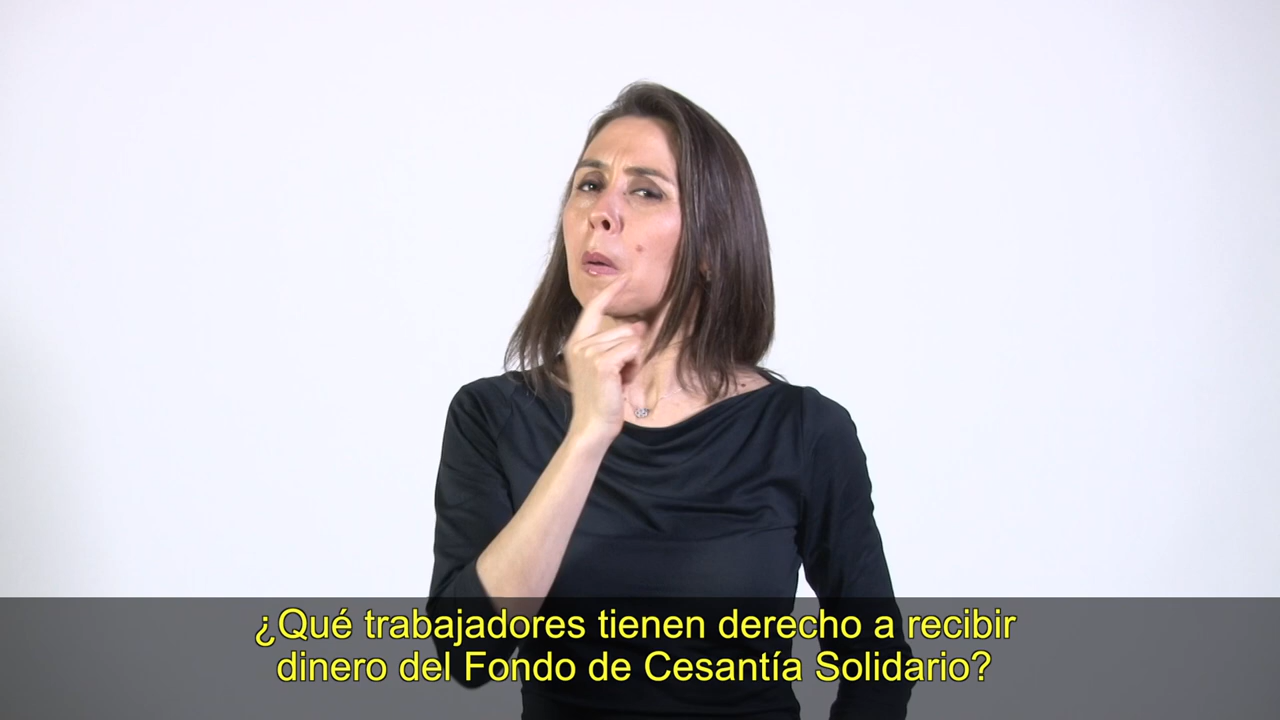 ¿Qué trabajadores tienen derecho a recibir
dinero del Fondo de Cesantía Solidario?